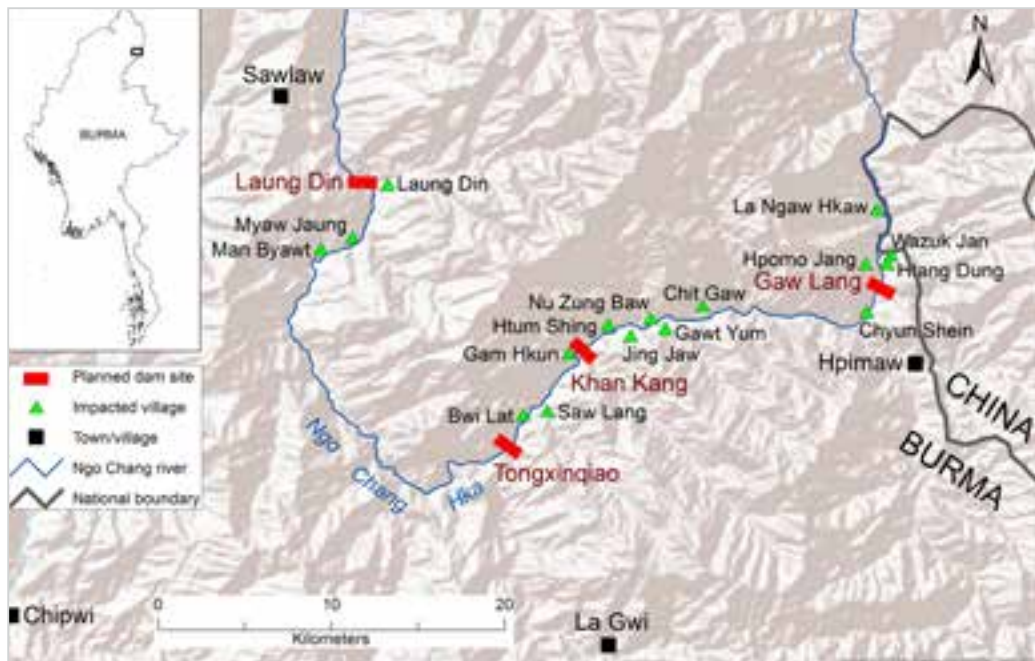 N
BURMA
Sawlaw
Laung Din
Laung Din
La Ngaw Hkaw
Myaw Jaung
Man Byawt
Wazuk Jan
Hpomo Jang
Htang Dung
Gaw Lang
Nu Zung Baw
Chit Gaw
Htum Shing
Gawt Yum
Chyun Shein
Gam Hkun
Jing Jaw
Hpimaw
Khan Kang
Planned dam site
Impacted village
Town/village
Ngo Chang river
National boundary
CHINA
BURMA
Bwi Lat
Saw Lang
Tongxinqiao
Ngo Chang Hka
Chipwi
0 10 20
Kilometers
La Gwi